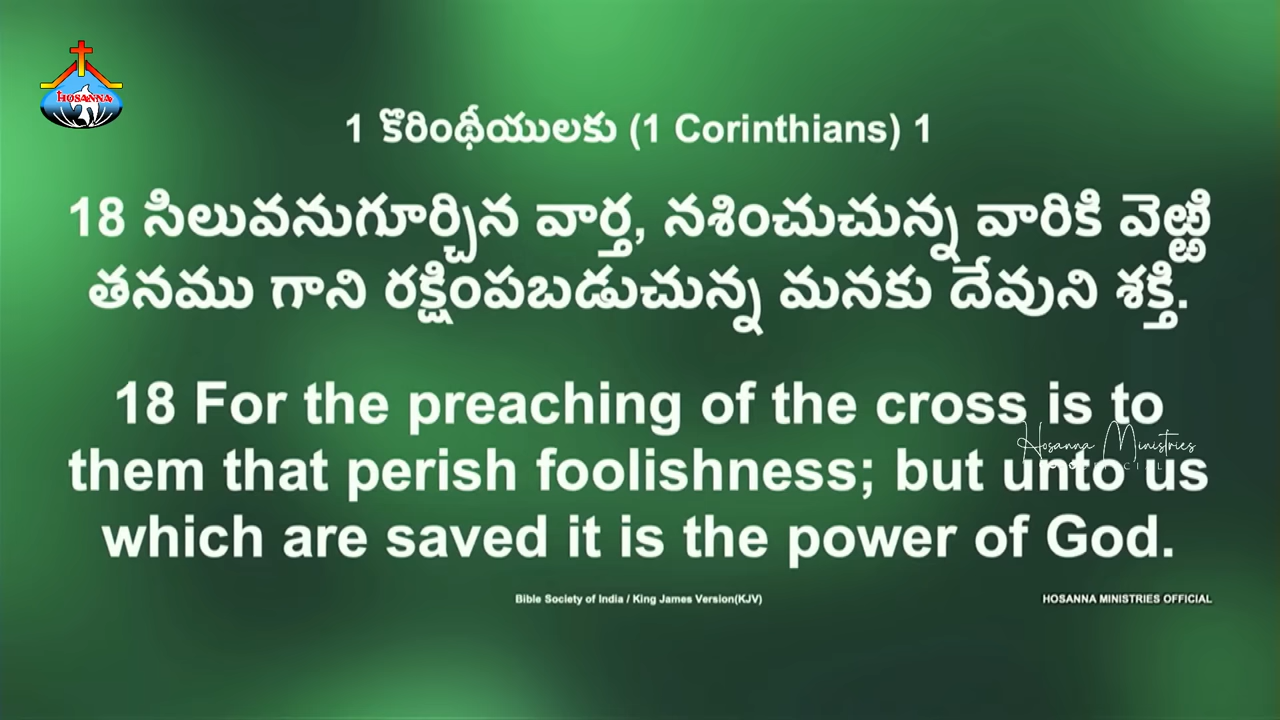 HOSANNA
1 కొరింథీయులకు (1 Corinthians) 1
18 సిలువనుగూర్చిన వార్త, నశించుచున్న వారికి వెఱ్ఱి
తనము గాని రక్షింపబడుచున్న మనకు దేవుని శక్తి.
18 For the preaching of the cross is to
Hosanna Ministries
them that perish foolishness; but unto us
which are saved it is the power of God.
Bible Society of India / King James Version(KJV)
HOSANNA MINISTRIES OFFICIAL